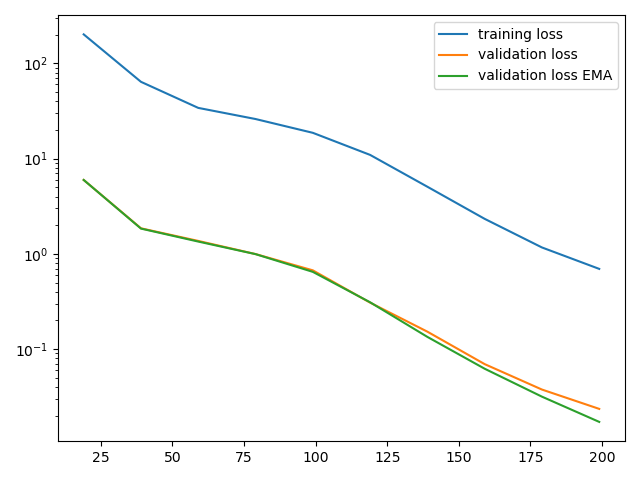 training loss
validation loss
validation loss EMA
10²
10¹
10⁰
10⁻¹
25 50 75 100 125 150 175 200